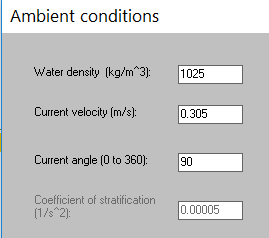 Ambient conditions
Water density (kg/m^3):
1025
Current velocity (m/s):
0.305
Current angle (0 to 360):
90
Coefficient of stratification
(1/s^2):
0.00005